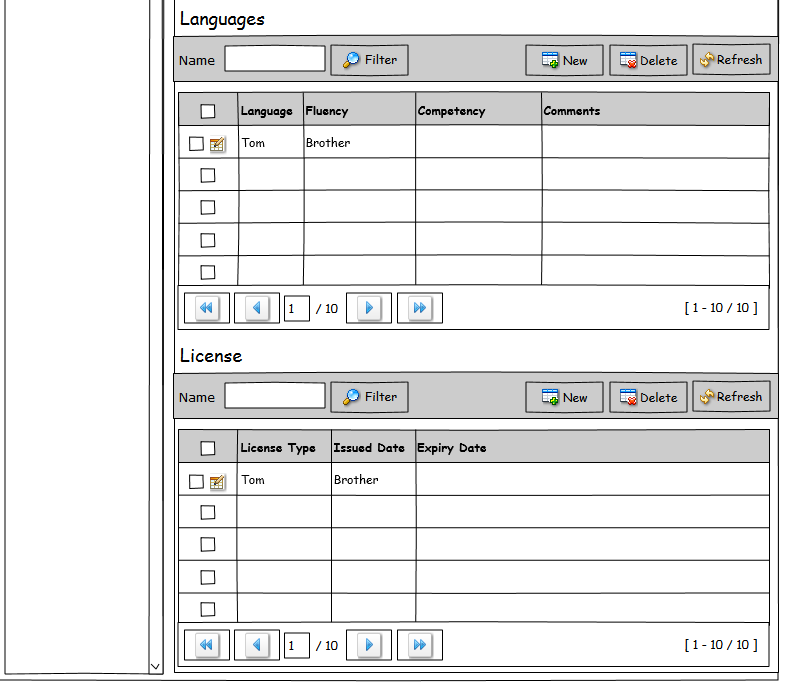 Languages
Name Filter New Delete Refresh
Language Fluency Competency Comments
Tom Brother
1 / 10 [ 1 - 10 / 10 ]
License
Name Filter New Delete Refresh
License Type Issued Date Expiry Date
Tom Brother
1 / 10 [ 1 - 10 / 10 ]